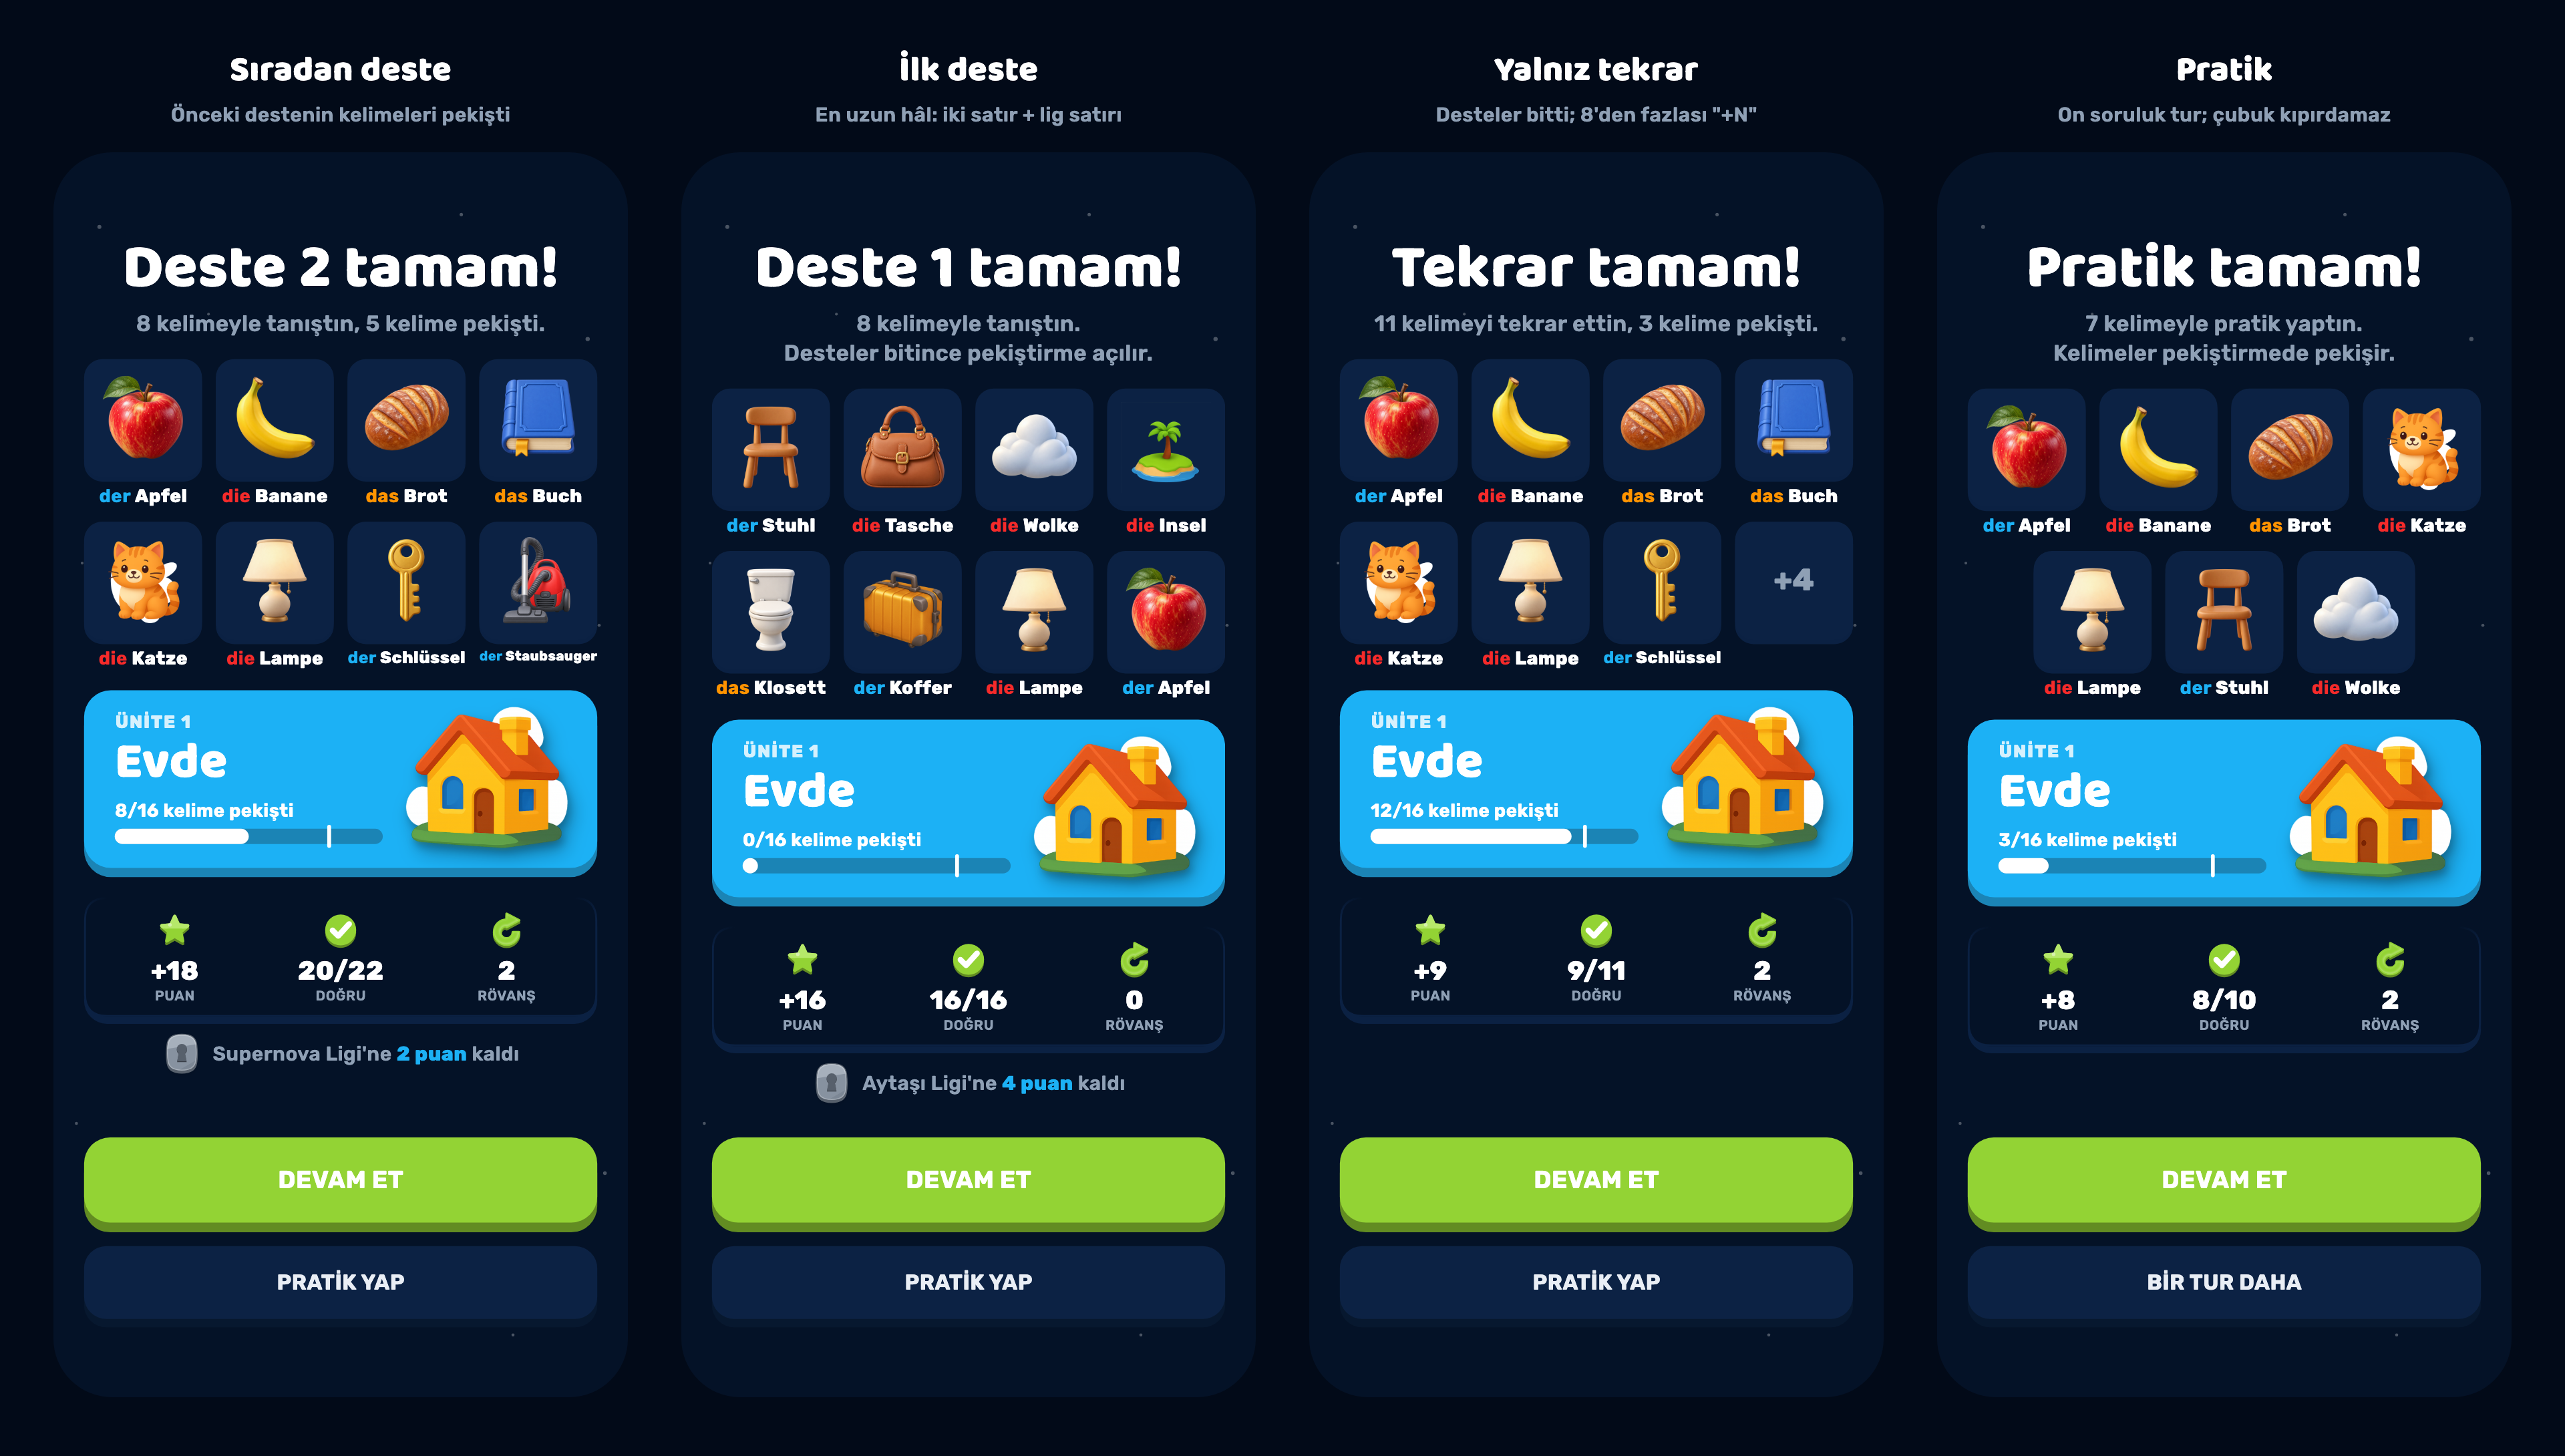 Sıradan deste
Önceki destenin kelimeleri pekişti
Deste 2 tamam!
8 kelimeyle tanıştın, 5 kelime pekişti.
der Apfel
die Banane
das Brot
das Buch
die Katze
die Lampe
der Schlüssel
der Staubsauger
ÜNİTE 1
Evde
8/16 kelime pekişti
+18
PUAN
20/22
DOĞRU
2
RÖVANŞ
Supernova Ligi'ne 2 puan kaldı
DEVAM ET
PRATİK YAP
İlk deste
En uzun hâl: iki satır + lig satırı
Deste 1 tamam!
8 kelimeyle tanıştın.
Desteler bitince pekiştirme açılır.
der Stuhl
die Tasche
die Wolke
die Insel
das Klosett
der Koffer
die Lampe
der Apfel
ÜNİTE 1
Evde
0/16 kelime pekişti
+16
PUAN
16/16
DOĞRU
0
RÖVANŞ
Aytaşı Ligi'ne 4 puan kaldı
DEVAM ET
PRATİK YAP
Yalnız tekrar
Desteler bitti; 8'den fazlası "+N"
Tekrar tamam!
11 kelimeyi tekrar ettin, 3 kelime pekişti.
der Apfel
die Banane
das Brot
das Buch
die Katze
die Lampe
der Schlüssel
+4
ÜNİTE 1
Evde
12/16 kelime pekişti
+9
PUAN
9/11
DOĞRU
2
RÖVANŞ
DEVAM ET
PRATİK YAP
Pratik
On soruluk tur; çubuk kıpırdamaz
Pratik tamam!
7 kelimeyle pratik yaptın.
Kelimeler pekiştirmede pekişir.
der Apfel
die Banane
das Brot
die Katze
die Lampe
der Stuhl
die Wolke
ÜNİTE 1
Evde
3/16 kelime pekişti
+8
PUAN
8/10
DOĞRU
2
RÖVANŞ
DEVAM ET
BİR TUR DAHA